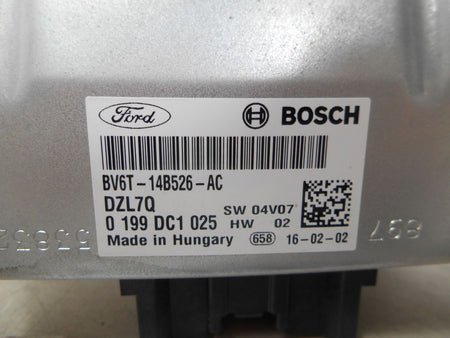 Ford BOSCH
BV6T-14B526-AC
DZL7Q
0 199 DC1 025 SW 04V07
HW 02
Made in Hungary 658 16-02-02
897